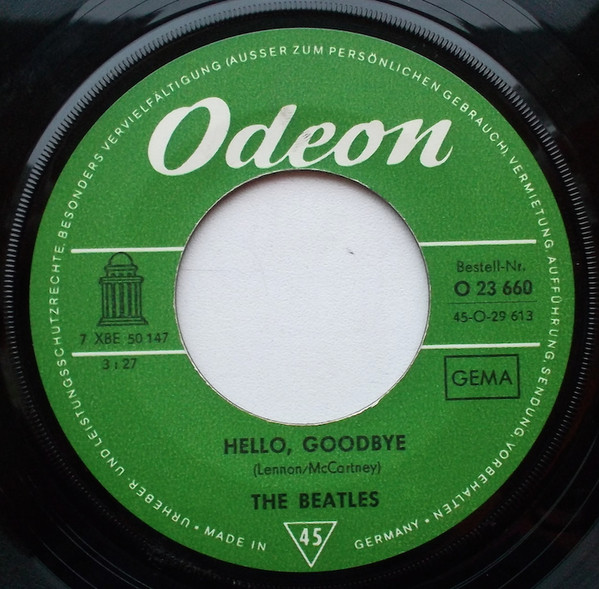 URHEBER- UND LEISTUNGSSCHUTZRECHTE, BESONDERS VERVIELFÄLTIGUNG (AUSSER ZUM PERSÖNLICHEN GEBRAUCH), VERMIETUNG, AUFFÜHRUNG, SENDUNG, VORBEHALTEN
Odeon
Bestell-Nr.
O 23 660
45-O-29 613
7 XBE 50 147
3 : 27
GEMA
HELLO, GOODBYE
(Lennon/McCartney)
THE BEATLES
• MADE IN GERMANY •
45